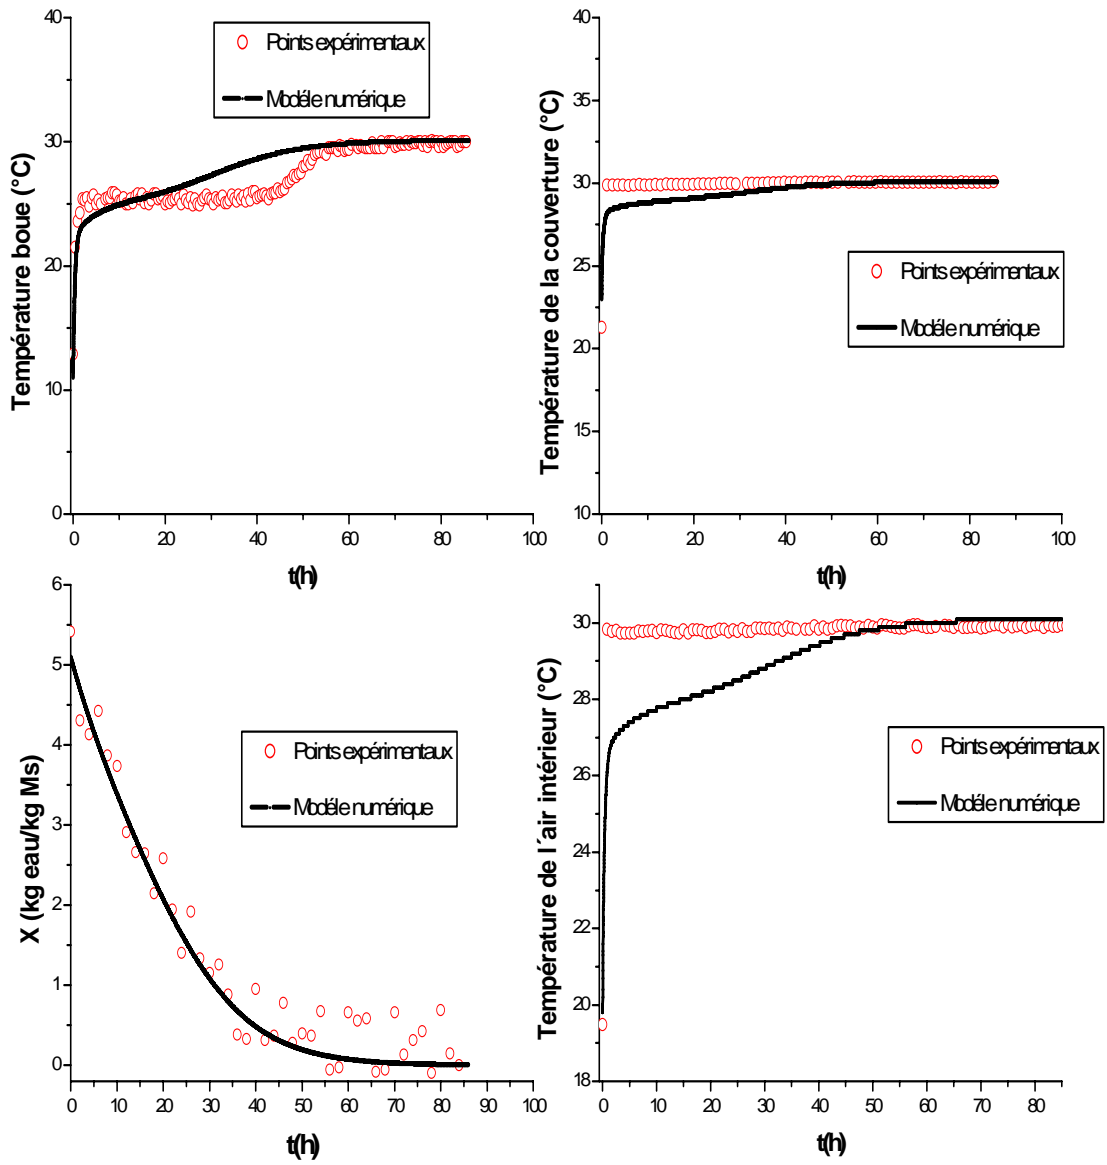 40
30
20
10
0
Température boue (°C)
Points expérimentaux
Modéle numérique
0 20 40 60 80 100
t(h)
40
35
30
25
20
15
10
Température de la couverture (°C)
Points expérimentaux
Modéle numérique
0 20 40 60 80 100
t(h)
6
5
4
3
2
1
0
X (kg eau/kg Ms)
Points expérimentaux
Modéle numérique
0 10 20 30 40 50 60 70 80 90 100
t(h)
30
28
26
24
22
20
18
Température de l´air intérieur (°C)
Points expérimentaux
Modéle numérique
0 10 20 30 40 50 60 70 80
t(h)